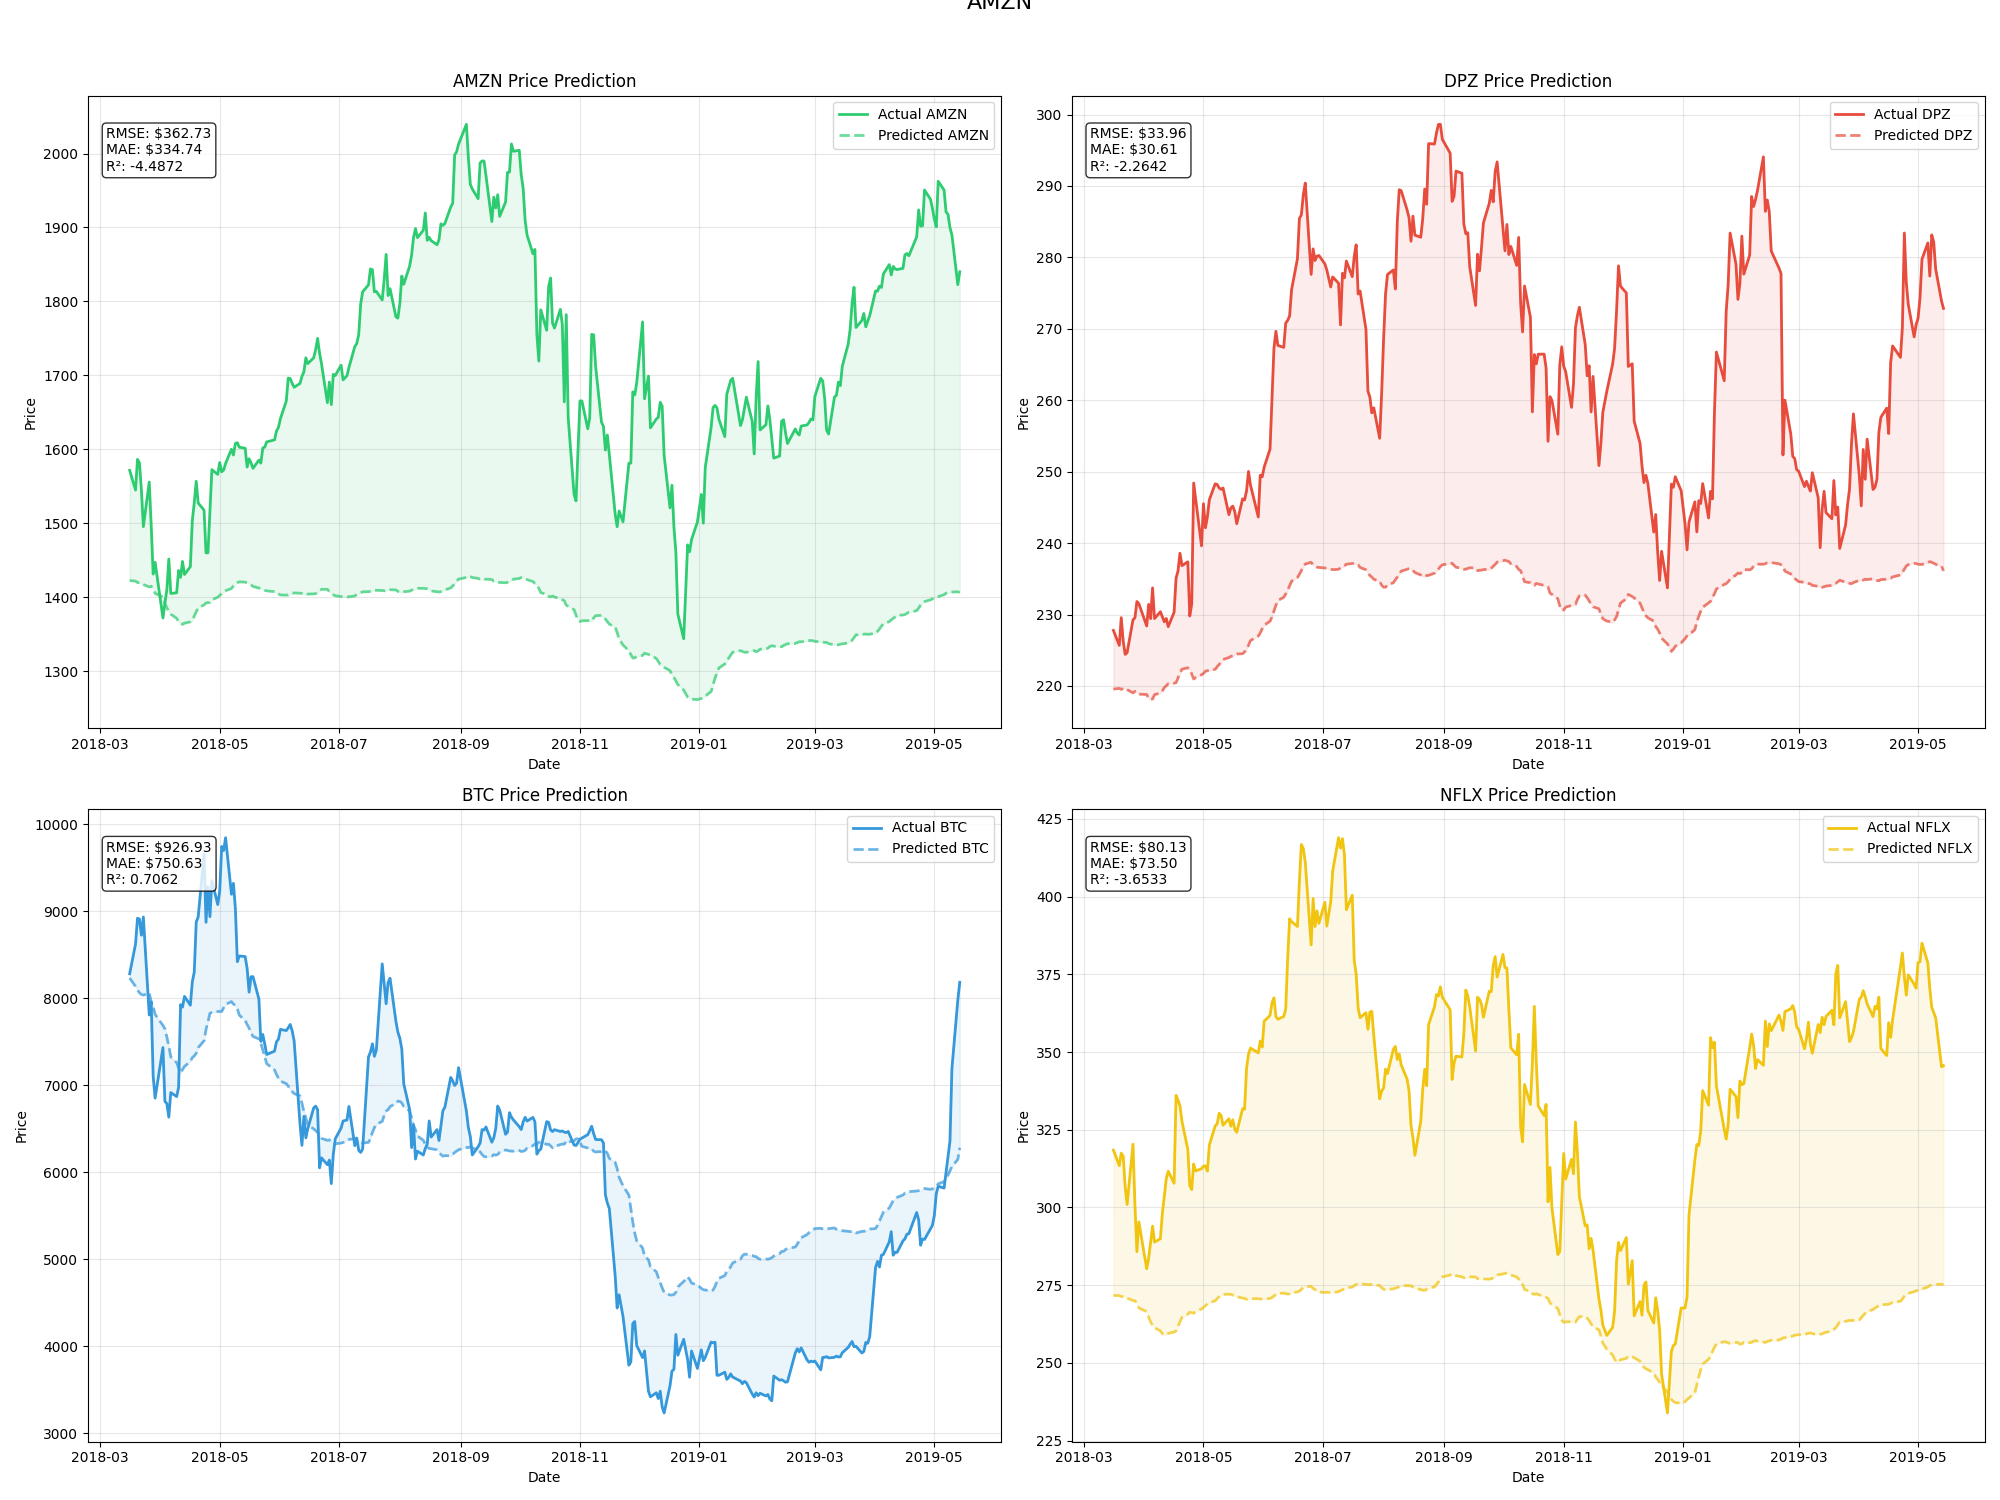 AMZN
AMZN Price Prediction
RMSE: $362.73
MAE: $334.74
R²: -4.4872
Actual AMZN
Predicted AMZN
Price
2000
1900
1800
1700
1600
1500
1400
1300
2018-03 2018-05 2018-07 2018-09 2018-11 2019-01 2019-03 2019-05
Date
DPZ Price Prediction
RMSE: $33.96
MAE: $30.61
R²: -2.2642
Actual DPZ
Predicted DPZ
Price
300
290
280
270
260
250
240
230
220
2018-03 2018-05 2018-07 2018-09 2018-11 2019-01 2019-03 2019-05
Date
BTC Price Prediction
RMSE: $926.93
MAE: $750.63
R²: 0.7062
Actual BTC
Predicted BTC
Price
10000
9000
8000
7000
6000
5000
4000
3000
2018-03 2018-05 2018-07 2018-09 2018-11 2019-01 2019-03 2019-05
Date
NFLX Price Prediction
RMSE: $80.13
MAE: $73.50
R²: -3.6533
Actual NFLX
Predicted NFLX
Price
425
400
375
350
325
300
275
250
225
2018-03 2018-05 2018-07 2018-09 2018-11 2019-01 2019-03 2019-05
Date